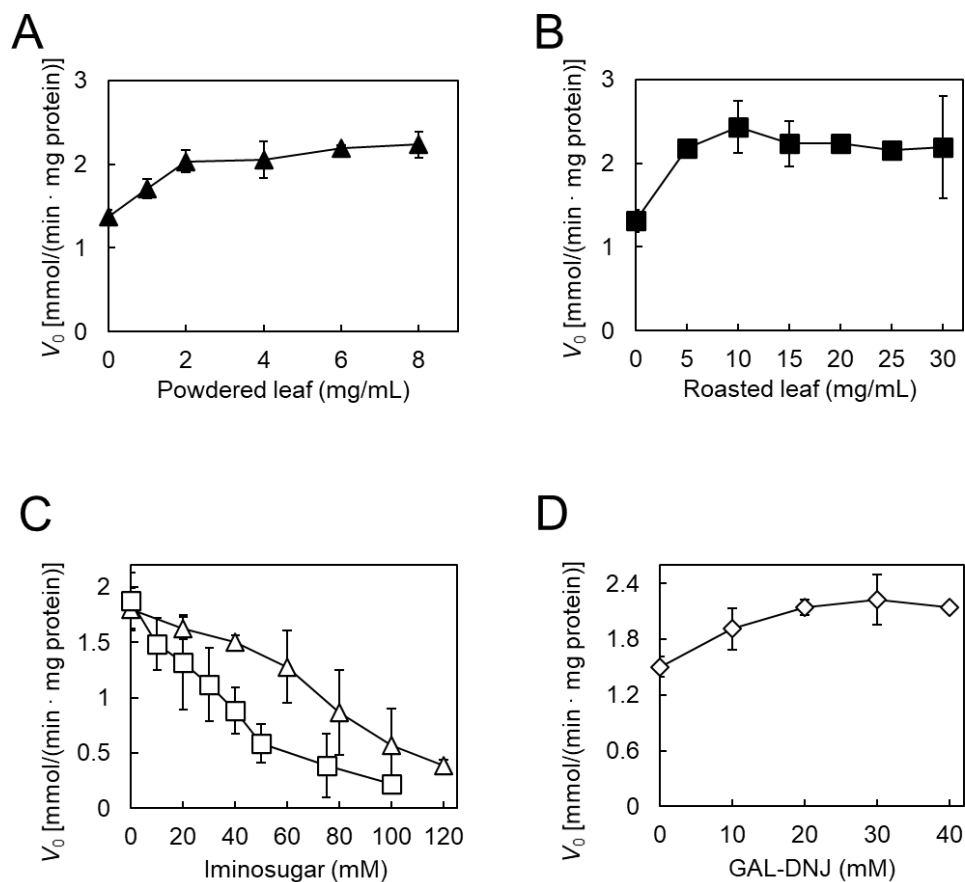 A
B
3
2
1
0
V0 [mmol/(min · mg protein)]
0 2 4 6 8
Powdered leaf (mg/mL)
3
2
1
0
V0 [mmol/(min · mg protein)]
0 5 10 15 20 25 30
Roasted leaf (mg/mL)
C
D
2
1.5
1
0.5
0
V0 [mmol/(min · mg protein)]
0 20 40 60 80 100 120
Iminosugar (mM)
2.4
1.8
1.2
0.6
0
V0 [mmol/(min · mg protein)]
0 10 20 30 40
GAL-DNJ (mM)